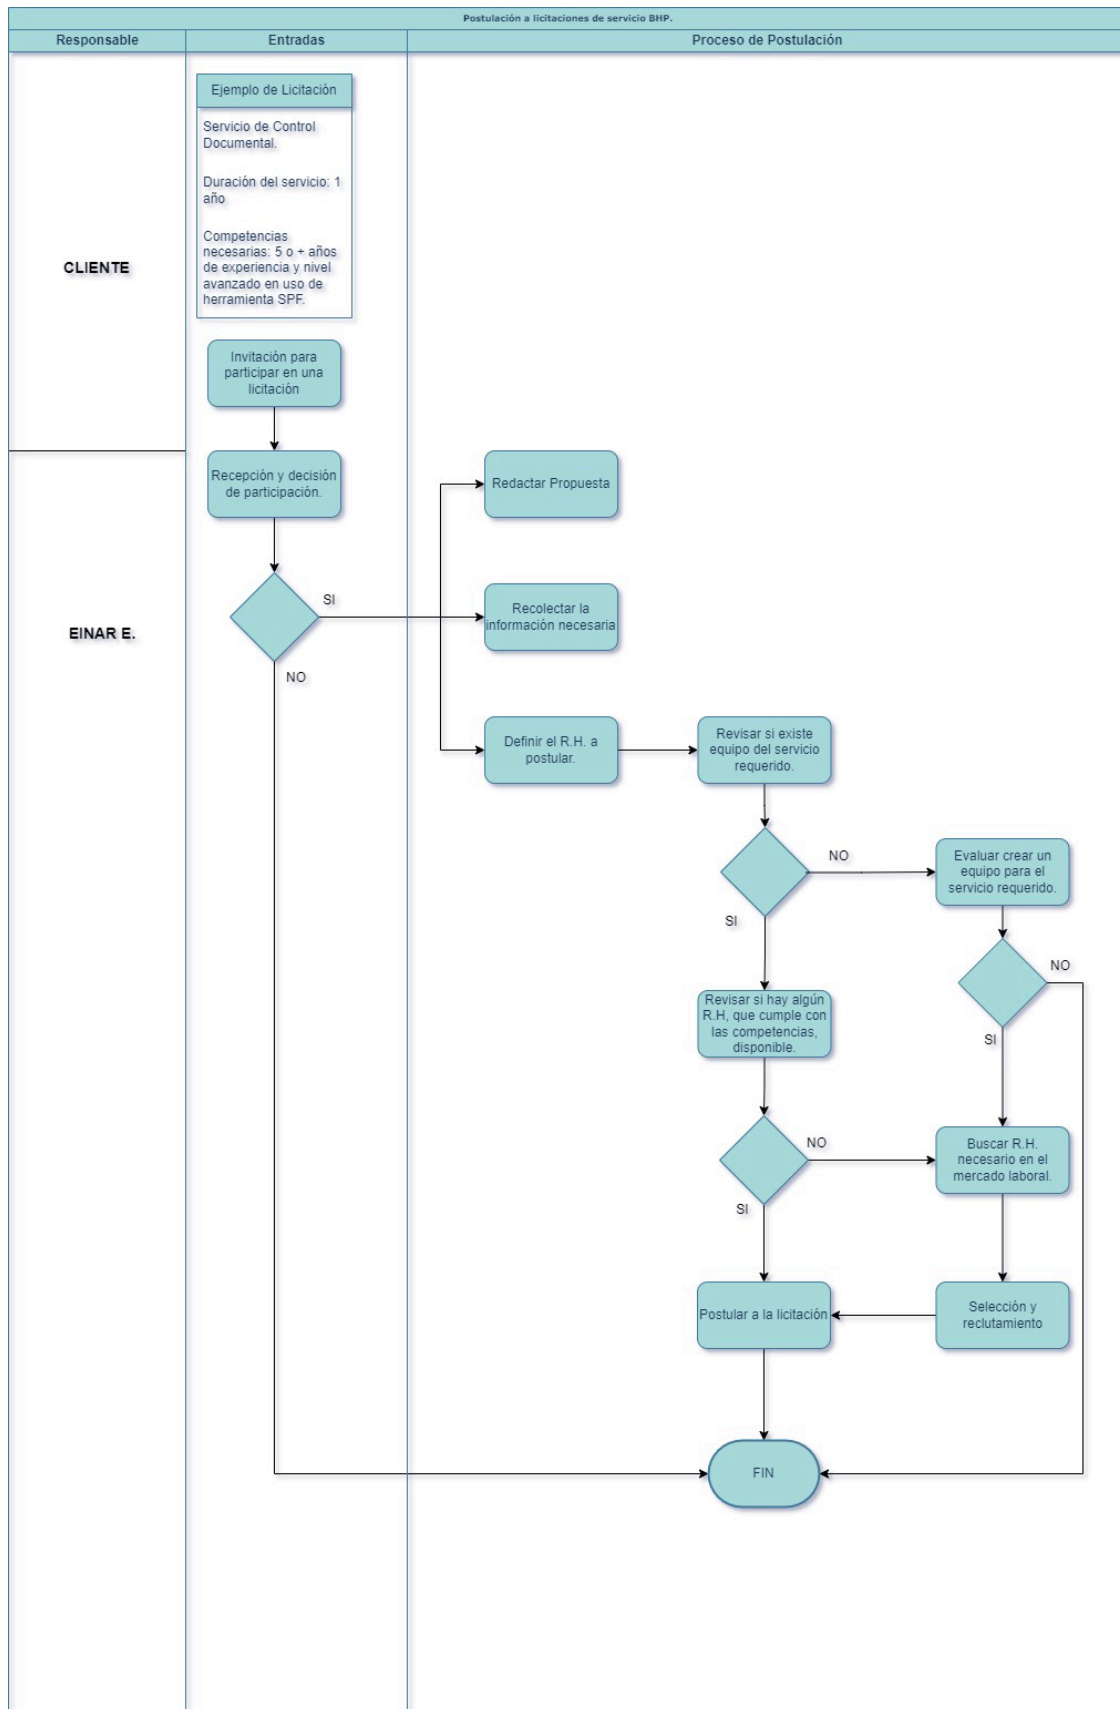 Postulación a licitaciones de servicio BHP.
Responsable
Entradas
Proceso de Postulación
Ejemplo de Licitación
Servicio de Control
Documental.
Duración del servicio: 1
año
Competencias
necesarias: 5 o + años
de experiencia y nivel
avanzado en uso de
herramienta SPF.
CLIENTE
Invitación para
participar en una
licitación
Recepción y decisión
de participación.
Redactar Propuesta
SI
Recolectar la
información necesaria
EINAR E.
NO
Definir el R.H. a
postular.
Revisar si existe
equipo del servicio
requerido.
NO
Evaluar crear un
equipo para el
servicio requerido.
SI
NO
Revisar si hay algún
R.H, que cumple con
las competencias,
disponible.
SI
NO
Buscar R.H.
necesario en el
mercado laboral.
SI
Postular a la licitación
Selección y
reclutamiento
FIN